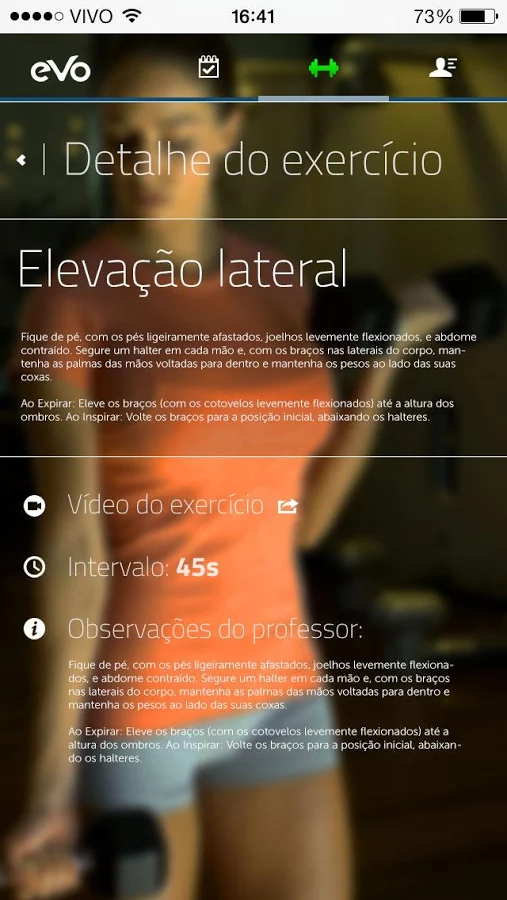 VIVO 16:41 73%
evo
Detalhe do exercício
Elevação lateral
Fique de pé, com os pés ligeiramente afastados, joelhos levemente flexionados, e abdome
contraído. Segure um halter em cada mão e, com os braços nas laterais do corpo, man-
tenha as palmas das mãos voltadas para dentro e mantenha os pesos ao lado das suas
coxas.
Ao Expirar: Eleve os braços (com os cotovelos levemente flexionados) até a altura dos
ombros. Ao Inspirar: Volte os braços para a posição inicial, abaixando os halteres.
Vídeo do exercício
Intervalo: 45s
Observações do professor:
Fique de pé, com os pés ligeiramente afastados, joelhos levemente flexiona-
dos, e abdome contraído. Segure um halter em cada mão e, com os braços
nas laterais do corpo, mantenha as palmas das mãos voltadas para dentro e
mantenha os pesos ao lado das suas coxas.
Ao Expirar: Eleve os braços (com os cotovelos levemente flexionados) até a
altura dos ombros. Ao Inspirar: Volte os braços para a posição inicial, abaixan-
do os halteres.